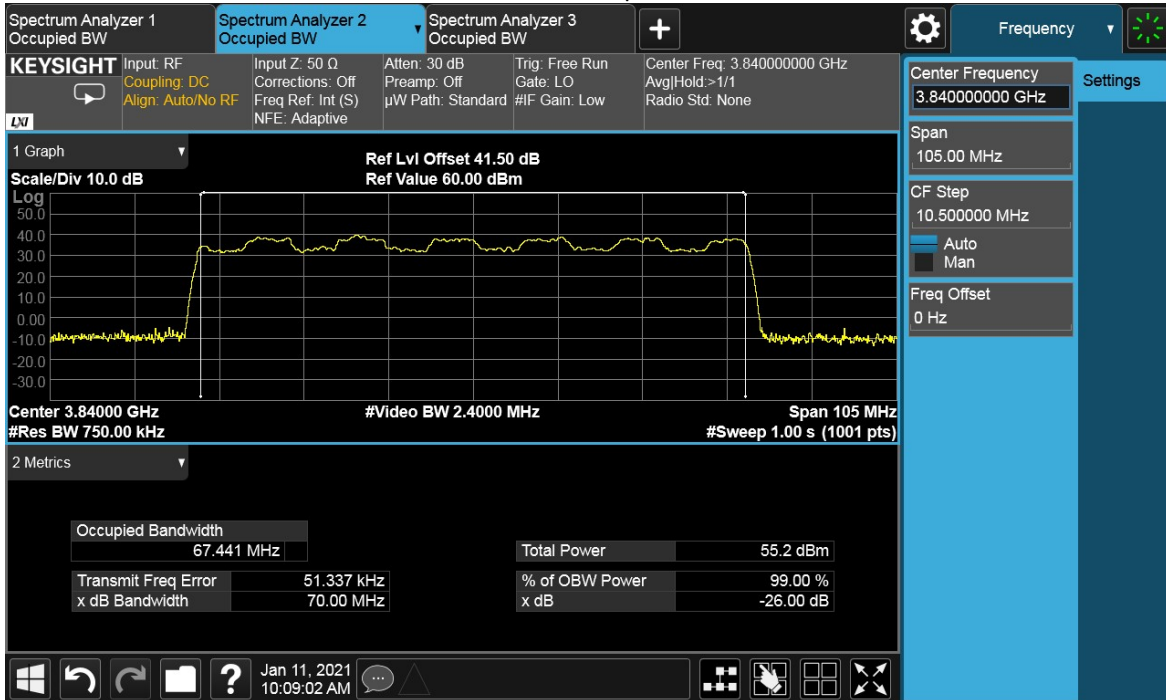 Spectrum Analyzer 1
Occupied BW
Spectrum Analyzer 2
Occupied BW
Spectrum Analyzer 3
Occupied BW
Frequency
KEYSIGHT
LXI
Input: RF
Coupling: DC
Align: Auto/No RF
Input Z: 50 Ω
Corrections: Off
Freq Ref: Int (S)
NFE: Adaptive
Atten: 30 dB
Preamp: Off
µW Path: Standard
Trig: Free Run
Gate: LO
#IF Gain: Low
Center Freq: 3.840000000 GHz
Avg|Hold:>1/1
Radio Std: None
Center Frequency
3.840000000 GHz
Settings
Span
105.00 MHz
CF Step
10.500000 MHz
Auto
Man
Freq Offset
0 Hz
1 Graph
Scale/Div 10.0 dB
Ref Lvl Offset 41.50 dB
Ref Value 60.00 dBm
Log
50.0
40.0
30.0
20.0
10.0
0.00
-10.0
-20.0
-30.0
Center 3.84000 GHz
#Video BW 2.4000 MHz
Span 105 MHz
#Res BW 750.00 kHz
#Sweep 1.00 s (1001 pts)
2 Metrics
Occupied Bandwidth
67.441 MHz
Total Power 55.2 dBm
Transmit Freq Error 51.337 kHz
% of OBW Power 99.00 %
x dB Bandwidth 70.00 MHz
x dB -26.00 dB
?
Jan 11, 2021
10:09:02 AM